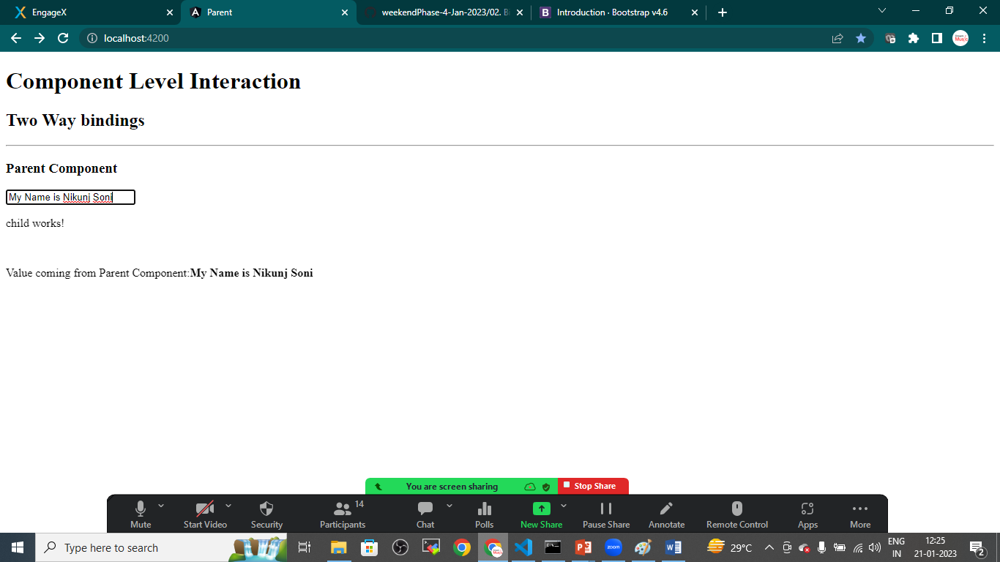 EngageX
Parent
weekendPhase-4-Jan-2023/02. B
Introduction · Bootstrap v4.6
localhost:4200
Component Level Interaction
Two Way bindings
Parent Component
My Name is Nikunj Soni
child works!
Value coming from Parent Component:My Name is Nikunj Soni
You are screen sharing
Stop Share
14
Mute
Start Video
Security
Participants
Chat
Polls
New Share
Pause Share
Annotate
Remote Control
Apps
More
Type here to search
zoom
29°C
ENG
IN
12:25
21-01-2023
2